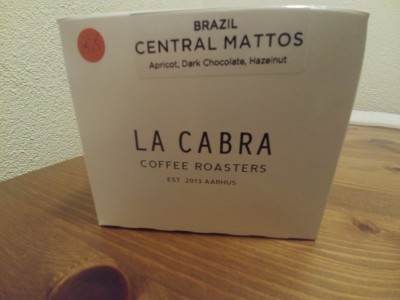 BRAZIL
CENTRAL MATTOS
Apricot, Dark Chocolate, Hazelnut
LA CABRA
COFFEE ROASTERS
EST. 2013 AARHUS